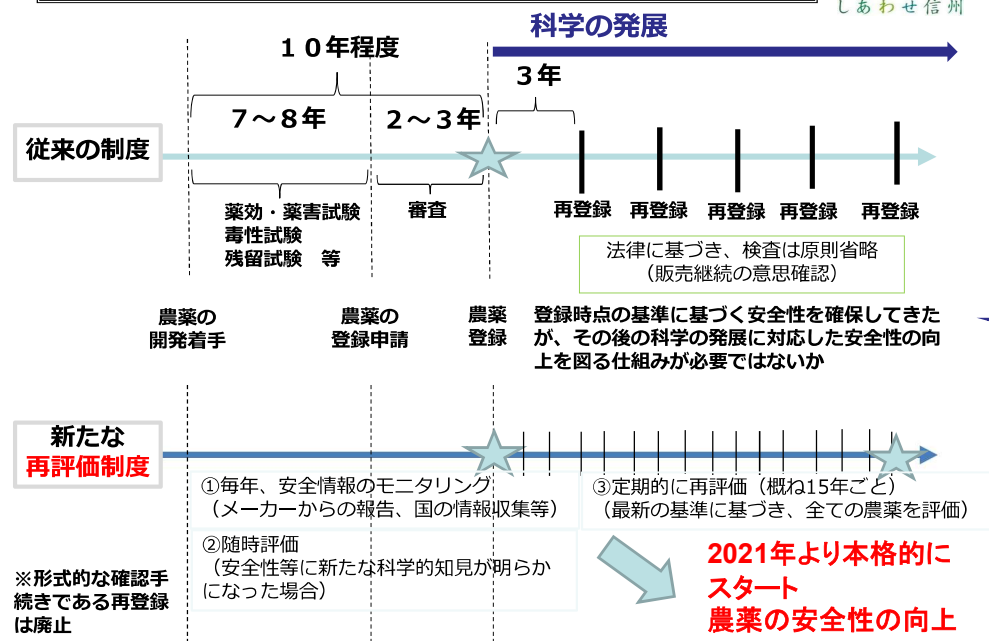 しあわせ信州
科学の発展
１０年程度
３年
７～８年
２～３年
従来の制度
薬効・薬害試験
毒性試験
残留試験　等
審査
再登録
再登録
再登録
再登録
再登録
法律に基づき、検査は原則省略
（販売継続の意思確認）
農薬の
開発着手
農薬の
登録申請
農薬
登録
登録時点の基準に基づく安全性を確保してきた
が、その後の科学の発展に対応した安全性の向
上を図る仕組みが必要ではないか
新たな
再評価制度
①毎年、安全情報のモニタリング
（メーカーからの報告、国の情報収集等）
②随時評価
（安全性等に新たな科学的知見が明らか
になった場合）
③定期的に再評価（概ね15年ごと）
（最新の基準に基づき、全ての農薬を評価）
※形式的な確認手
続きである再登録
は廃止
2021年より本格的に
スタート
農薬の安全性の向上